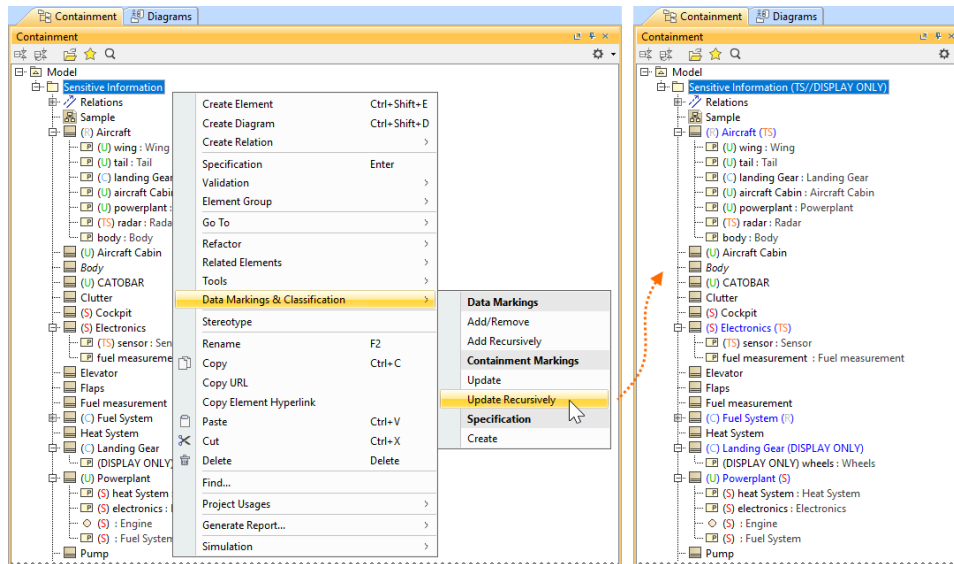 Containment Diagrams
Containment
Model
Sensitive Information
Relations
Sample
(R) Aircraft
(U) wing : Wing
(U) tail : Tail
(C) landing Gear
(U) aircraft Cabi
(U) powerplant :
(TS) radar : Rada
body : Body
(U) Aircraft Cabin
Body
(U) CATOBAR
Clutter
(S) Cockpit
(S) Electronics
(TS) sensor : Sen
fuel measureme
Elevator
Flaps
Fuel measurement
(C) Fuel System
Heat System
(C) Landing Gear
(DISPLAY ONLY)
(U) Powerplant
(S) heat System
(S) electronics :
(S) : Engine
(S) : Fuel System
Pump
Create Element Ctrl+Shift+E
Create Diagram Ctrl+Shift+D
Create Relation
Specification Enter
Validation
Element Group
Go To
Refactor
Related Elements
Tools
Data Markings & Classification
Stereotype
Rename F2
Copy Ctrl+C
Copy URL
Copy Element Hyperlink
Paste Ctrl+V
Cut Ctrl+X
Delete Delete
Find...
Project Usages
Generate Report...
Simulation
Data Markings
Add/Remove
Add Recursively
Containment Markings
Update
Update Recursively
Specification
Create
Containment Diagrams
Containment
Model
Sensitive Information (TS//DISPLAY ONLY)
Relations
Sample
(R) Aircraft (TS)
(U) wing : Wing
(U) tail : Tail
(C) landing Gear : Landing Gear
(U) aircraft Cabin : Aircraft Cabin
(U) powerplant : Powerplant
(TS) radar : Radar
body : Body
(U) Aircraft Cabin
Body
(U) CATOBAR
Clutter
(S) Cockpit
(S) Electronics (TS)
(TS) sensor : Sensor
fuel measurement : Fuel measurement
Elevator
Flaps
Fuel measurement
(C) Fuel System (R)
Heat System
(C) Landing Gear (DISPLAY ONLY)
(DISPLAY ONLY) wheels : Wheels
(U) Powerplant (S)
(S) heat System : Heat System
(S) electronics : Electronics
(S) : Engine
(S) : Fuel System
Pump